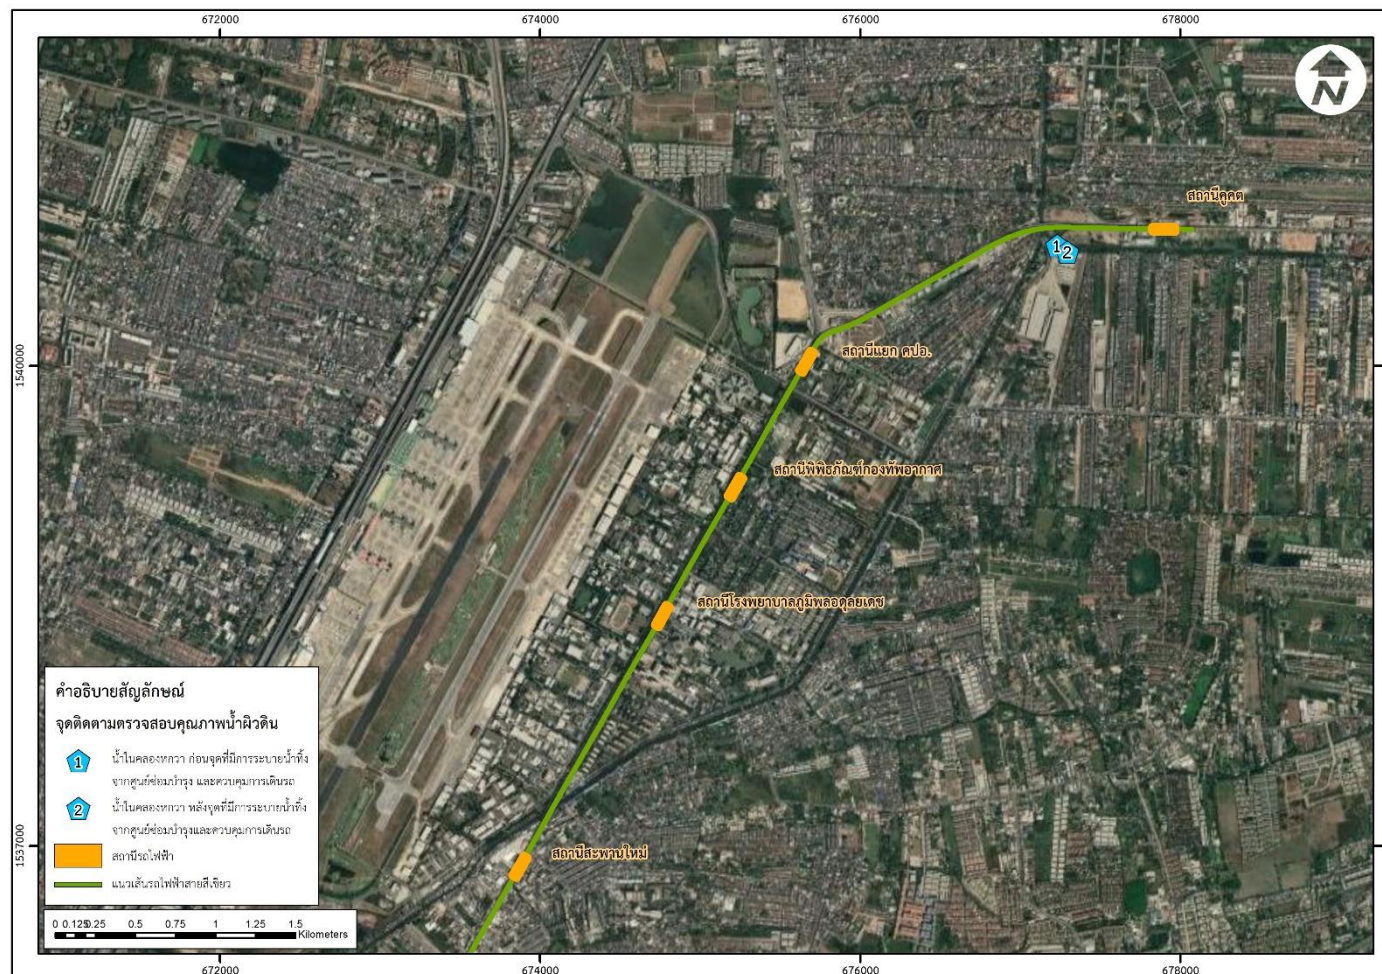 672000 674000 676000 678000
N
สถานีคูคต
1 2
สถานีแยก คปอ.
1540000
สถานีพิพิธภัณฑ์กองทัพอากาศ
สถานีโรงพยาบาลภูมิพลอดุลยเดช
คำอธิบายสัญลักษณ์
จุดติดตามตรวจสอบคุณภาพน้ำผิวดิน
1 น้ำในคลองหกวา ก่อนจุดที่มีการระบายน้ำทิ้ง
จากศูนย์ซ่อมบำรุง และควบคุมการเดินรถ
2 น้ำในคลองหกวา หลังจุดที่มีการระบายน้ำทิ้ง
จากศูนย์ซ่อมบำรุงและควบคุมการเดินรถ
สถานีรถไฟฟ้า
แนวเส้นรถไฟฟ้าสายสีเขียว
1537000
สถานีสะพานใหม่
0 0.125 0.25 0.5 0.75 1 1.25 1.5
Kilometers
672000 674000 676000 678000